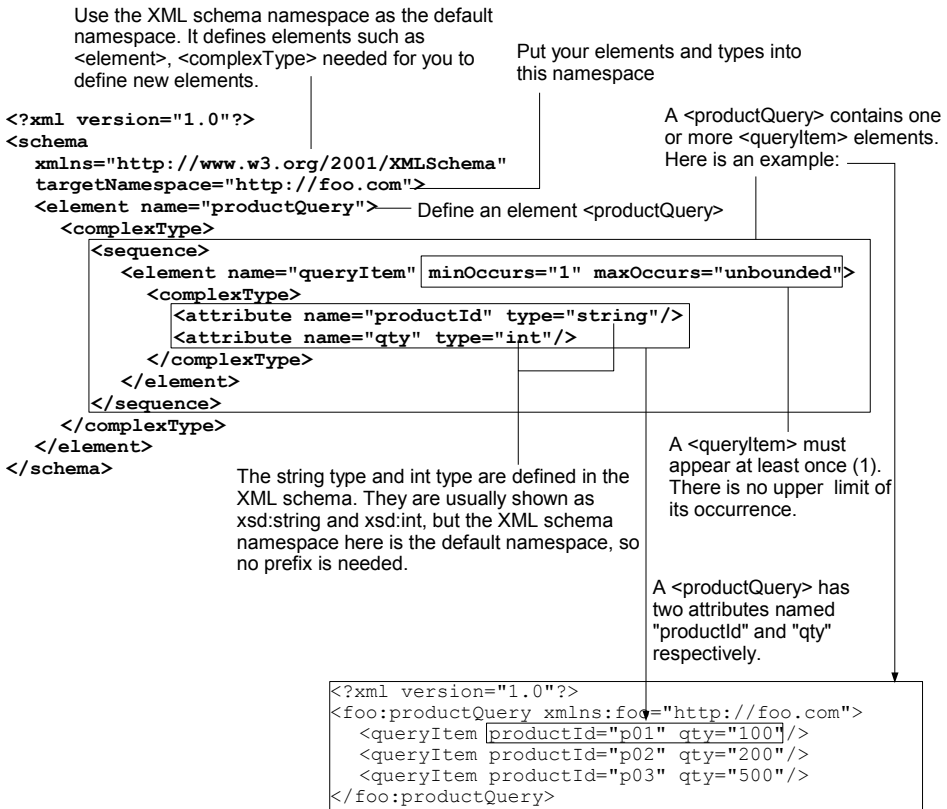 Use the XML schema namespace as the default
namespace. It defines elements such as
<element>, <complexType> needed for you to
define new elements.
Put your elements and types into
this namespace
A <productQuery> contains one
or more <queryItem> elements.
Here is an example:
<?xml version="1.0"?>
<schema
xmlns="http://www.w3.org/2001/XMLSchema"
targetNamespace="http://foo.com">
<element name="productQuery">
Define an element <productQuery>
<complexType>
<sequence>
<element name="queryItem" minOccurs="1" maxOccurs="unbounded">
<complexType>
<attribute name="productId" type="string"/>
<attribute name="qty" type="int"/>
</complexType>
</element>
</sequence>
</complexType>
</element>
</schema>
A <queryItem> must
appear at least once (1).
There is no upper limit of
its occurrence.
The string type and int type are defined in the
XML schema. They are usually shown as
xsd:string and xsd:int, but the XML schema
namespace here is the default namespace, so
no prefix is needed.
A <productQuery> has
two attributes named
"productId" and "qty"
respectively.
<?xml version="1.0"?>
<foo:productQuery xmlns:foo="http://foo.com">
<queryItem productId="p01" qty="100"/>
<queryItem productId="p02" qty="200"/>
<queryItem productId="p03" qty="500"/>
</foo:productQuery>